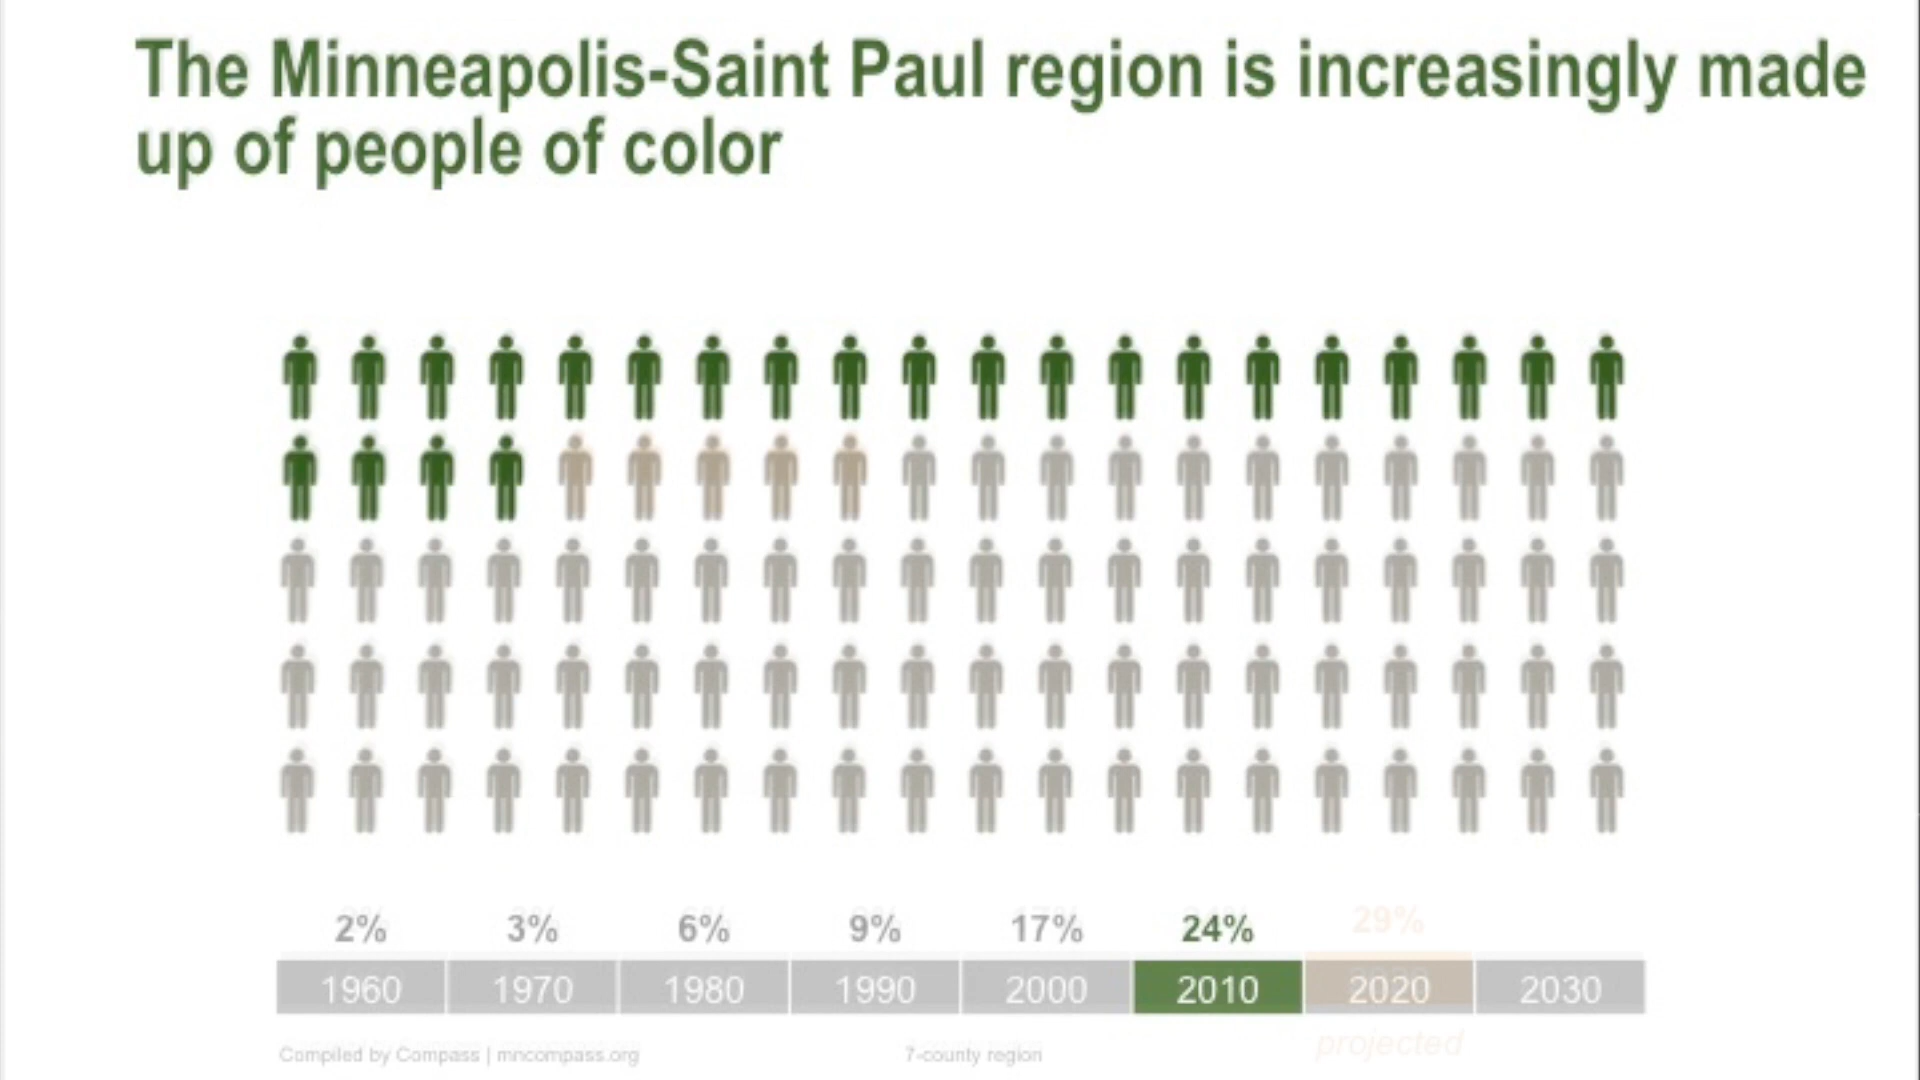 The Minneapolis-Saint Paul region is increasingly made
up of people of color
2% 3% 6% 9% 17% 24% 29%
1960 1970 1980 1990 2000 2010 2020 2030
projected
Compiled by Compass | mncompass.org 7-county region